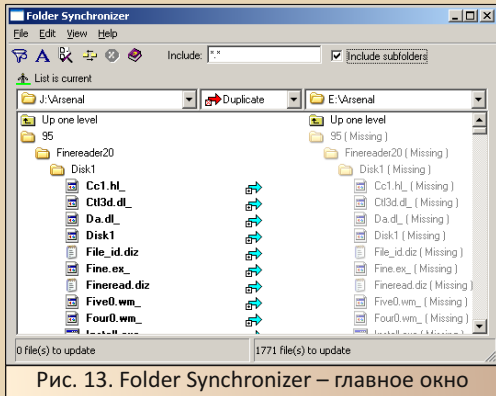 Folder Synchronizer
File Edit View Help
Include: *.* Include subfolders
List is current
J:\Arsenal Duplicate E:\Arsenal
Up one level Up one level
95 95 ( Missing )
Finereader20 Finereader20 ( Missing )
Disk1 Disk1 ( Missing )
Cc1.hl_ Cc1.hl_ ( Missing )
Ctl3d.dl_ Ctl3d.dl_ ( Missing )
Da.dl_ Da.dl_ ( Missing )
Disk1 Disk1 ( Missing )
File_id.diz File_id.diz ( Missing )
Fine.ex_ Fine.ex_ ( Missing )
Fineread.diz Fineread.diz ( Missing )
Five0.wm_ Five0.wm_ ( Missing )
Four0.wm_ Four0.wm_ ( Missing )
0 file(s) to update 1771 file(s) to update
Рис. 13. Folder Synchronizer – главное окно